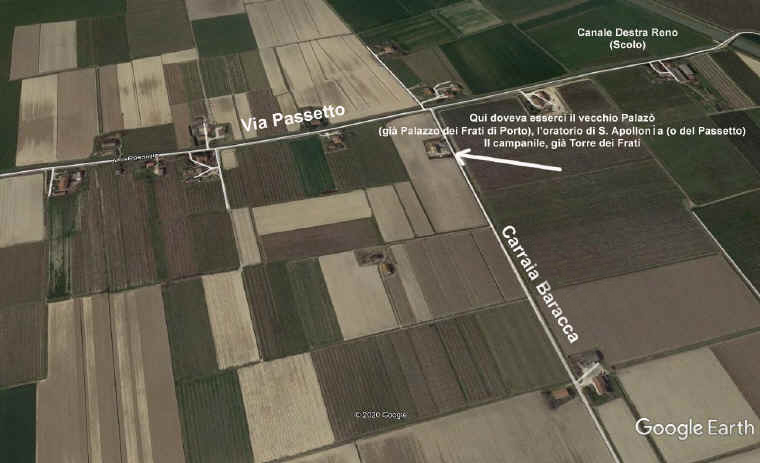 Canale Destra Reno
(Scolo)
Via Passetto
Qui doveva esserci il vecchio Palazò
(già Palazzo dei Frati di Porto), l'oratorio di S. Apollonia (o del Passetto)
Il campanile, già Torre dei Frati
Carraia Baracca
© 2020 Google
Google Earth